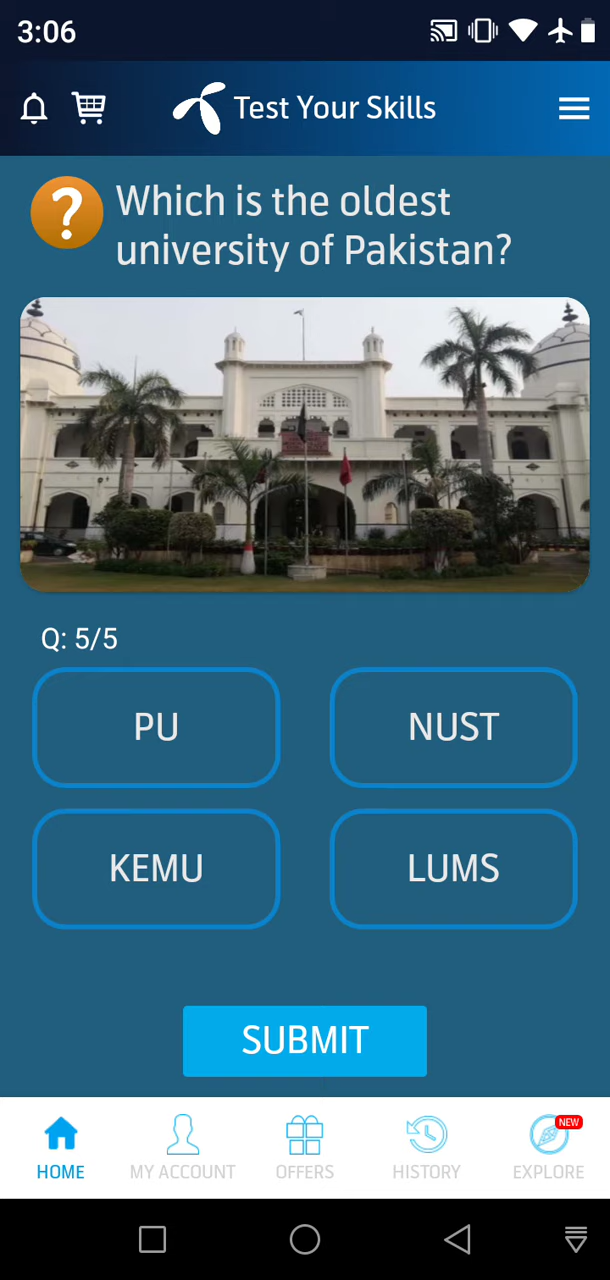 3:06
Test Your Skills
?
Which is the oldest
university of Pakistan?
Q: 5/5
PU
NUST
KEMU
LUMS
SUBMIT
NEW
HOME
MY ACCOUNT
OFFERS
HISTORY
EXPLORE